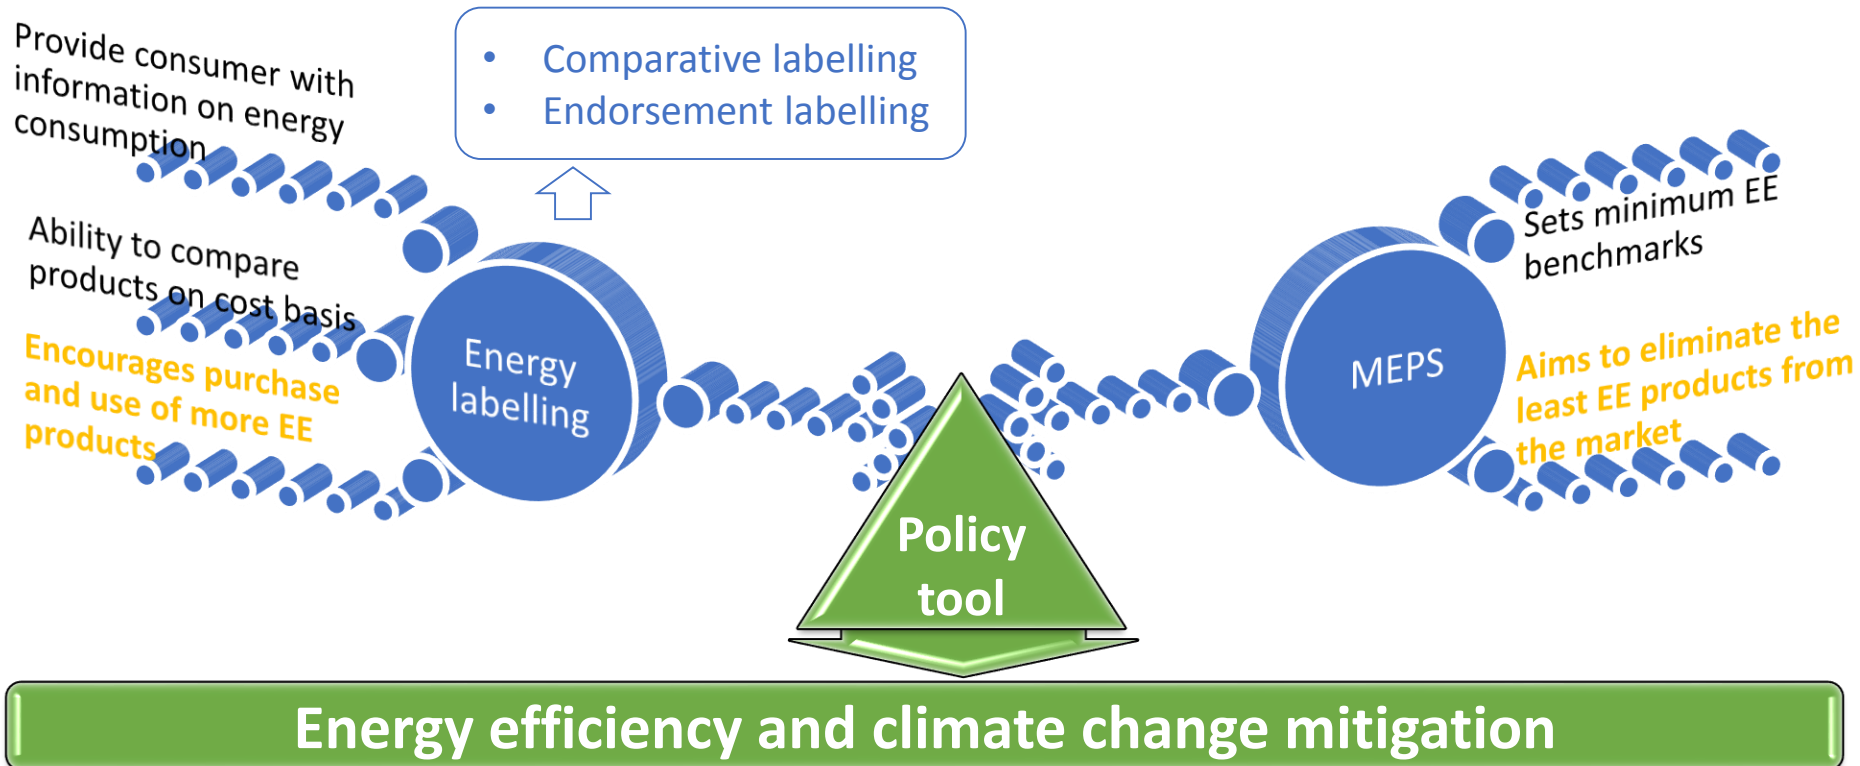 Provide consumer with
information on energy
consumption
• Comparative labelling
• Endorsement labelling
Ability to compare
products on cost basis
Encourages purchase
and use of more EE
products
Energy
labelling
MEPS
Sets minimum EE
benchmarks
Aims to eliminate the
least EE products from
the market
Policy
tool
Energy efficiency and climate change mitigation